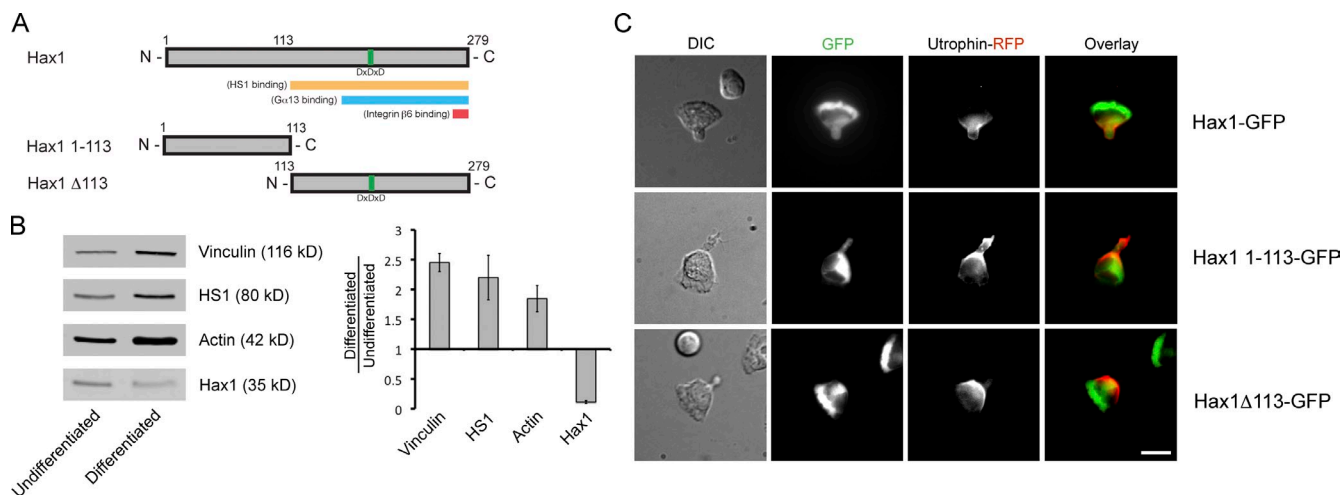 A
1 113 279
Hax1 N - - C
DxDxD
(HS1 binding)
(Gα13 binding)
(Integrin β6 binding)
1 113
Hax1 1-113 N - - C
113 279
Hax1 Δ113 N - - C
DxDxD
B
Vinculin (116 kD)
HS1 (80 kD)
Actin (42 kD)
Hax1 (35 kD)
Undifferentiated
Differentiated
Differentiated
Undifferentiated
3
2.5
2
1.5
1
0.5
0
Vinculin
HS1
Actin
Hax1
C
DIC GFP Utrophin-RFP Overlay
Hax1-GFP
Hax1 1-113-GFP
Hax1Δ113-GFP